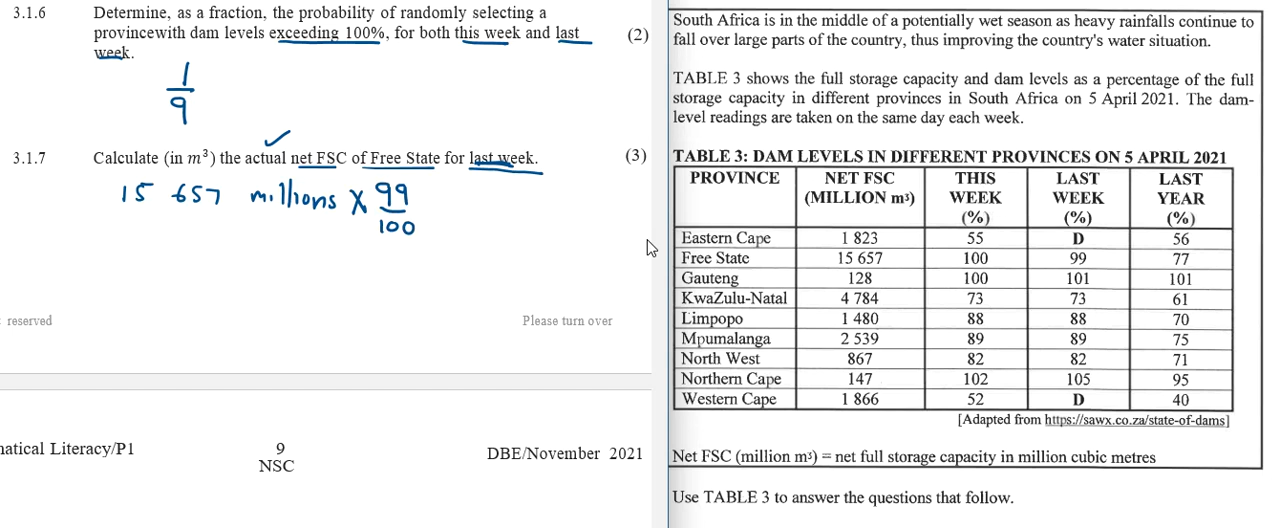 3.1.6 Determine, as a fraction, the probability of randomly selecting a
provincewith dam levels exceeding 100%, for both this week and last (2)
week.
1
9
3.1.7 Calculate (in m³) the actual net FSC of Free State for last week. (3)
15 657 millions × 99
100
reserved Please turn over
natical Literacy/P1 9 DBE/November 2021
NSC
South Africa is in the middle of a potentially wet season as heavy rainfalls continue to
fall over large parts of the country, thus improving the country's water situation.
TABLE 3 shows the full storage capacity and dam levels as a percentage of the full
storage capacity in different provinces in South Africa on 5 April 2021. The dam-
level readings are taken on the same day each week.
TABLE 3: DAM LEVELS IN DIFFERENT PROVINCES ON 5 APRIL 2021
PROVINCE NET FSC THIS LAST LAST
(MILLION m³) WEEK WEEK YEAR
(%) (%) (%)
Eastern Cape 1 823 55 D 56
Free State 15 657 100 99 77
Gauteng 128 100 101 101
KwaZulu-Natal 4 784 73 73 61
Limpopo 1 480 88 88 70
Mpumalanga 2 539 89 89 75
North West 867 82 82 71
Northern Cape 147 102 105 95
Western Cape 1 866 52 D 40
[Adapted from https://sawx.co.za/state-of-dams]
Net FSC (million m³) = net full storage capacity in million cubic metres
Use TABLE 3 to answer the questions that follow.